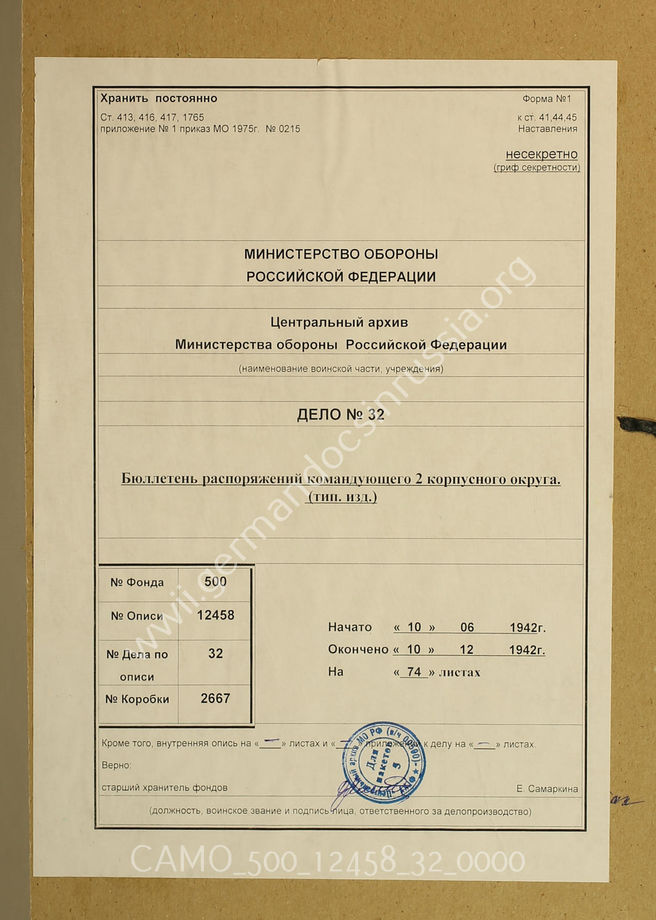 Хранить постоянно
Форма №1
Ст. 413, 416, 417, 1765
к ст. 41,44,45
приложение № 1 приказ МО 1975г. № 0215
Наставления
несекретно
(гриф секретности)
МИНИСТЕРСТВО ОБОРОНЫ
РОССИЙСКОЙ ФЕДЕРАЦИИ
Центральный архив
Министерства обороны Российской Федерации
(наименование воинской части, учреждения)
ДЕЛО № 32
Бюллетень распоряжений командующего 2 корпусного округа.
(тип. изд.)
№ Фонда 500
№ Описи 12458
№ Дела по описи 32
№ Коробки 2667
Начато « 10 » 06 1942г.
Окончено « 10 » 12 1942г.
На « 74 » листах
Кроме того, внутренняя опись на «—» листах и «—» приложений к делу на «—» листах.
Верно:
старший хранитель фондов
Е. Самаркина
(должность, воинское звание и подпись лица, ответственного за делопроизводство)
Для
пакетов
5
www.germandocsinrussia.org
CAMO_500_12458_32_0000